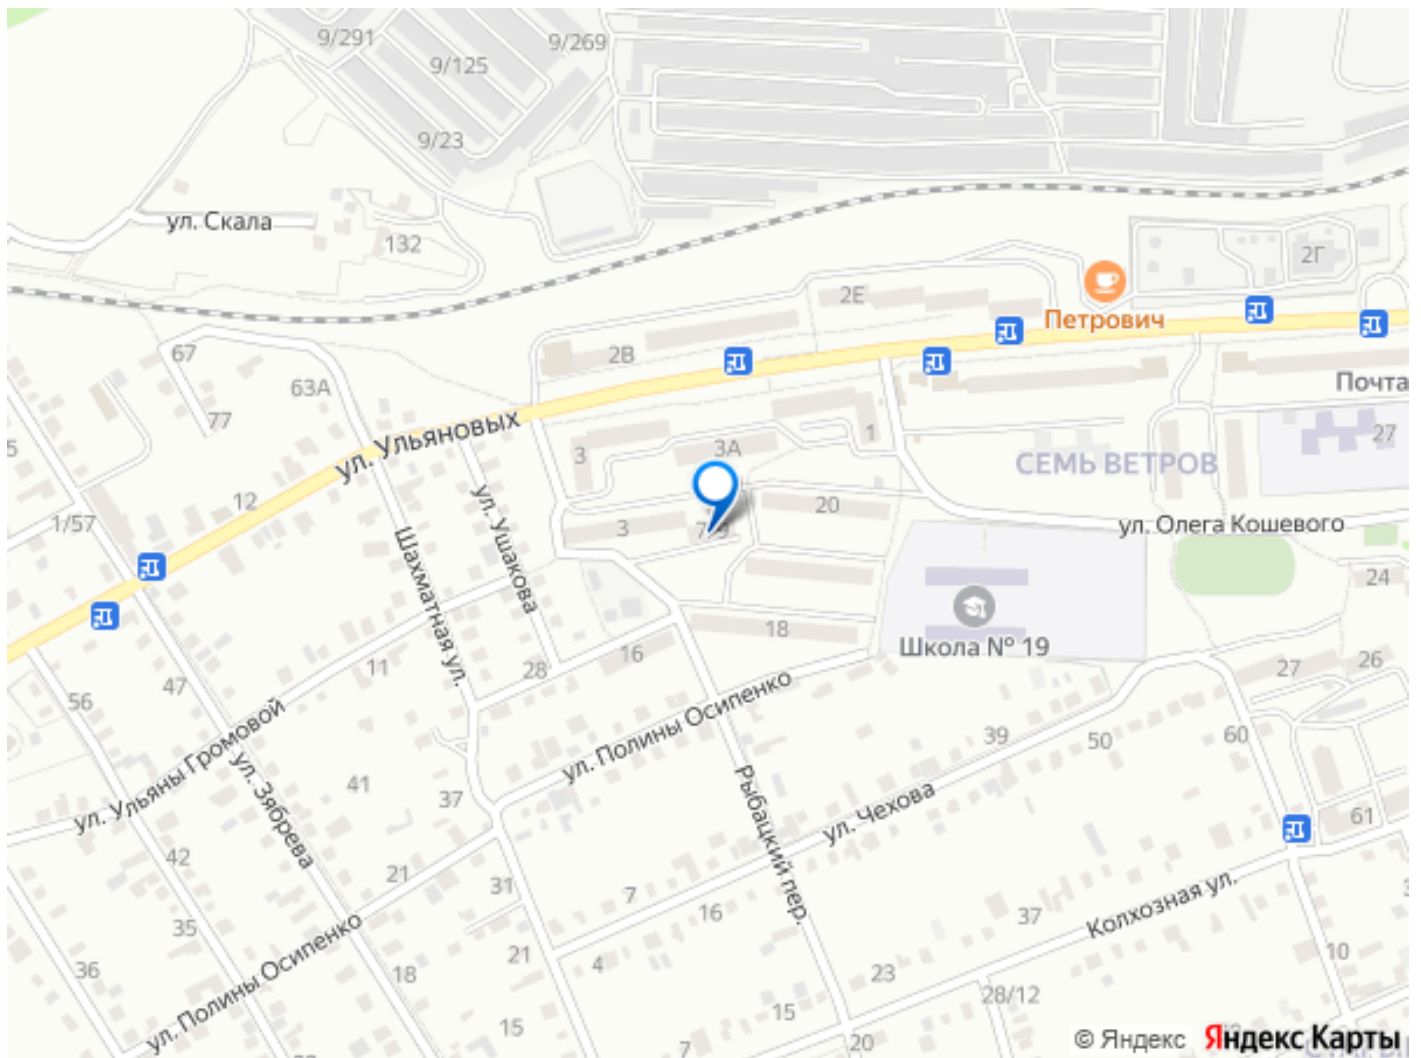 9/291
9/269
9/125
9/23
ул. Скала
132
2Г
2Е
Петрович
67
2В
63А
Почта
77
ул. Ульяновых
1
27
3
3А
СЕМЬ ВЕТРОВ
12
1/57
ул. Ушакова
20
ул. Олега Кошевого
3
Шахматная ул.
24
18
Школа № 19
11
28
16
27
26
47
56
ул. Полины Осипенко
39
50
60
ул. Ульяны Громовой
ул. Зябрева
41
37
Рыбацкий пер.
ул. Чехова
61
42
21
31
7
16
37
Колхозная ул.
35
ул. Полины Осипенко
36
18
21
4
23
10
28/12
15
15
20
7
© Яндекс Яндекс Карты